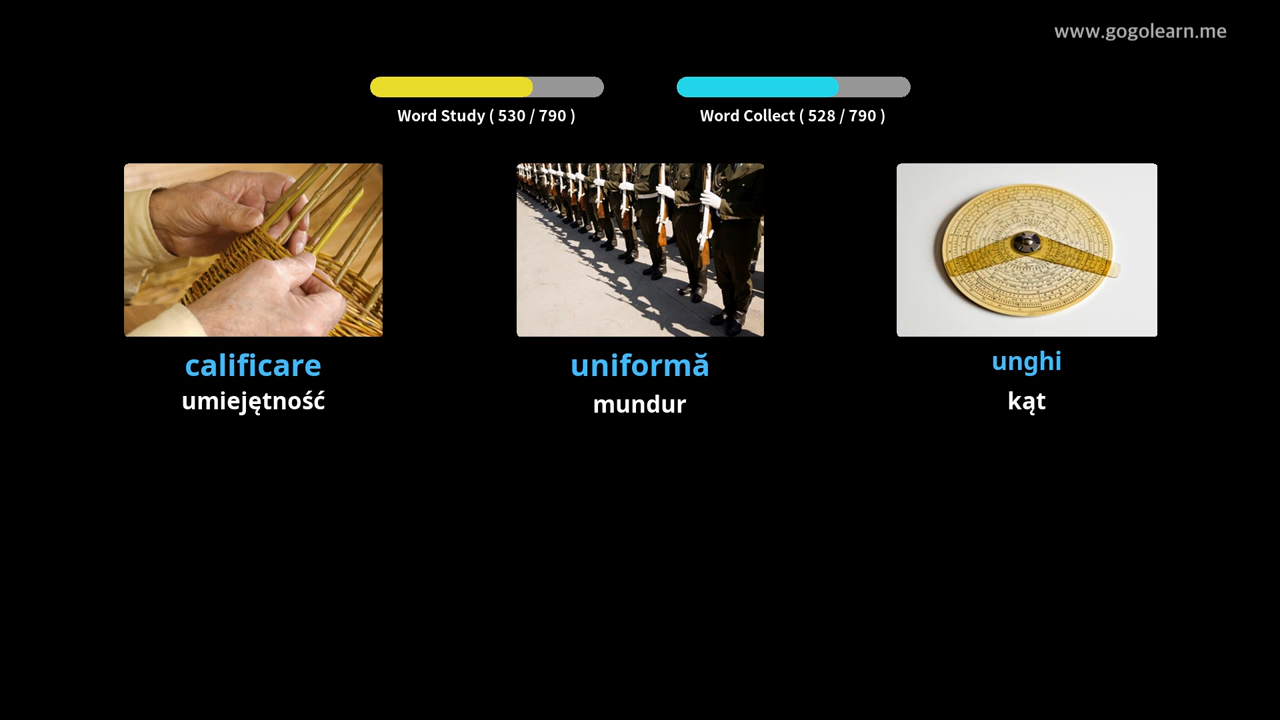 www.gogolearn.me
Word Study ( 530 / 790 )
Word Collect ( 528 / 790 )
calificare
umiejętność
uniformă
mundur
unghi
kąt